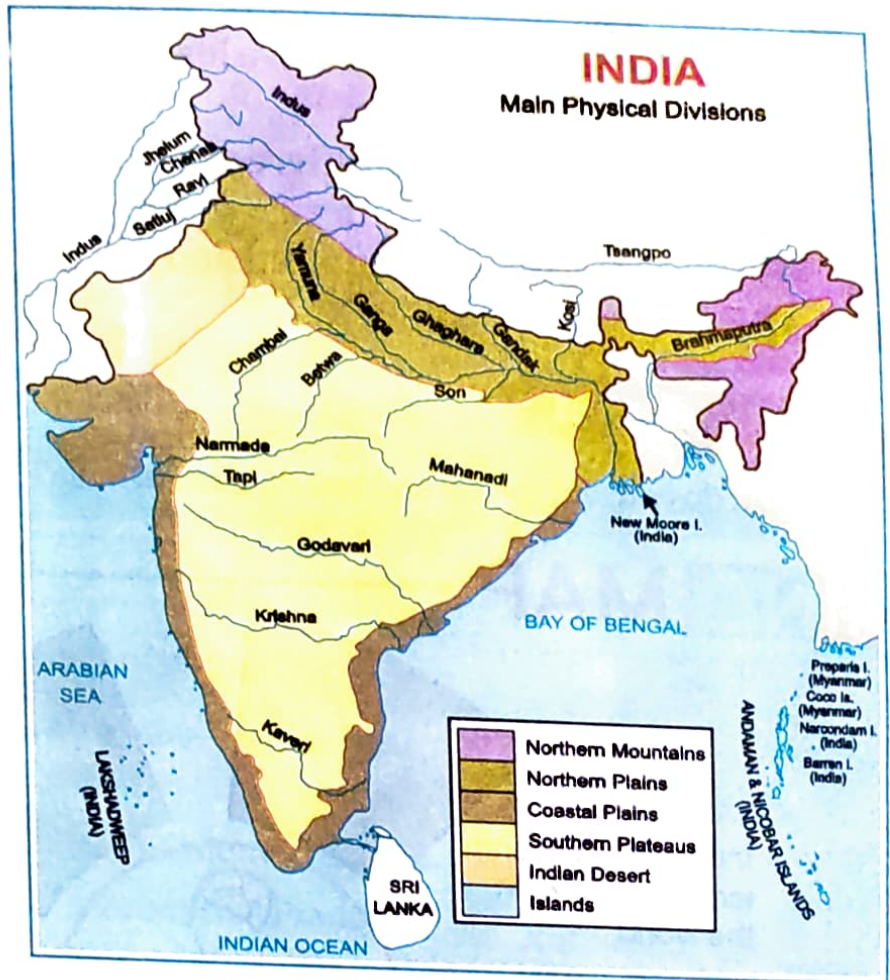 INDIA
Main Physical Divisions
Indus
Jhelum
Chenab
Ravi
Satluj
Indus
Tsangpo
Yamuna
Ganga
Ghaghara
Gandak
Kosi
Brahmaputra
Chambal
Betwa
Son
Narmada
Tapi
Mahanadi
New Moore I.
(India)
Godavari
Krishna
BAY OF BENGAL
ARABIAN
SEA
Preparis I.
(Myanmar)
Coco Is.
(Myanmar)
Narcondam I.
(India)
Barren I.
(India)
Kaveri
LAKSHADWEEP
(INDIA)
ANDAMAN & NICOBAR ISLANDS
(INDIA)
Northern Mountains
Northern Plains
Coastal Plains
Southern Plateaus
Indian Desert
Islands
SRI
LANKA
INDIAN OCEAN